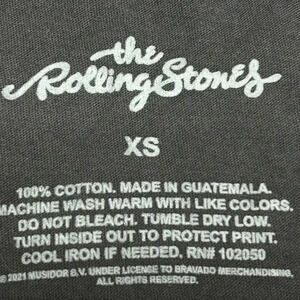 the
Rolling Stones
XS
100% COTTON. MADE IN GUATEMALA.
MACHINE WASH WARM WITH LIKE COLORS.
DO NOT BLEACH. TUMBLE DRY LOW.
TURN INSIDE OUT TO PROTECT PRINT.
COOL IRON IF NEEDED. RN# 102050
© 2021 MUSIDOR B.V. UNDER LICENSE TO BRAVADO MERCHANDISING.
ALL RIGHTS RESERVED.